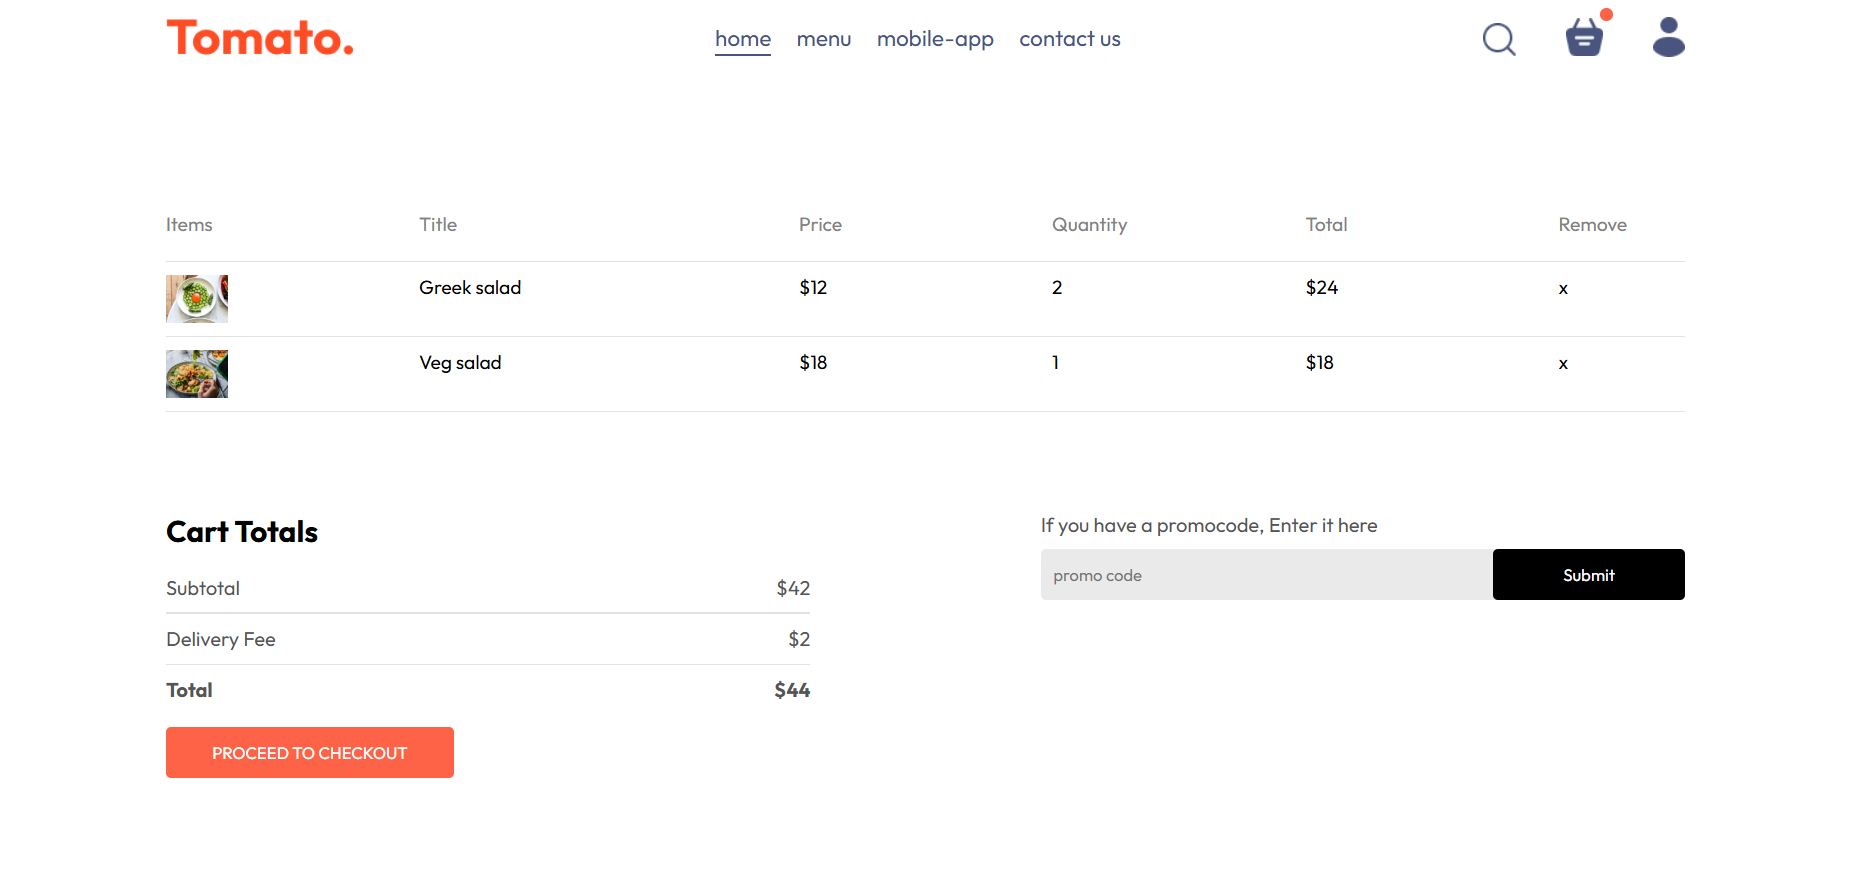 Tomato.
home menu mobile-app contact us
Items Title Price Quantity Total Remove
Greek salad $12 2 $24 x
Veg salad $18 1 $18 x
Cart Totals
If you have a promocode, Enter it here
promo code Submit
Subtotal $42
Delivery Fee $2
Total $44
PROCEED TO CHECKOUT